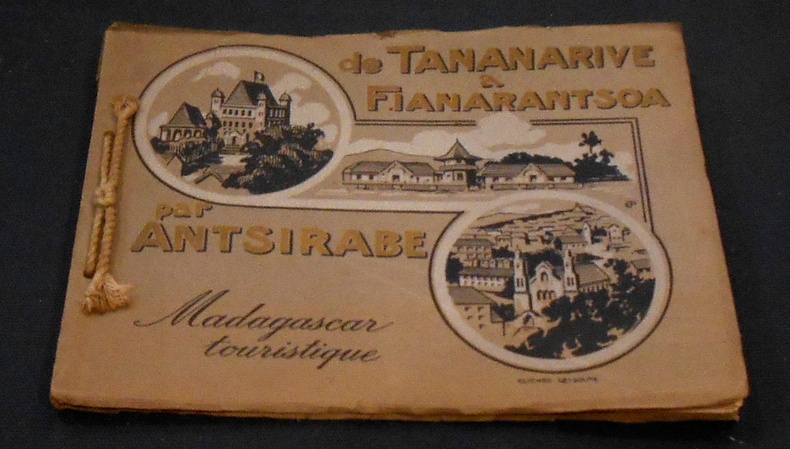 de TANANARIVE
à
FIANARANTSOA
par
ANTSIRABE
Madagascar
touristique